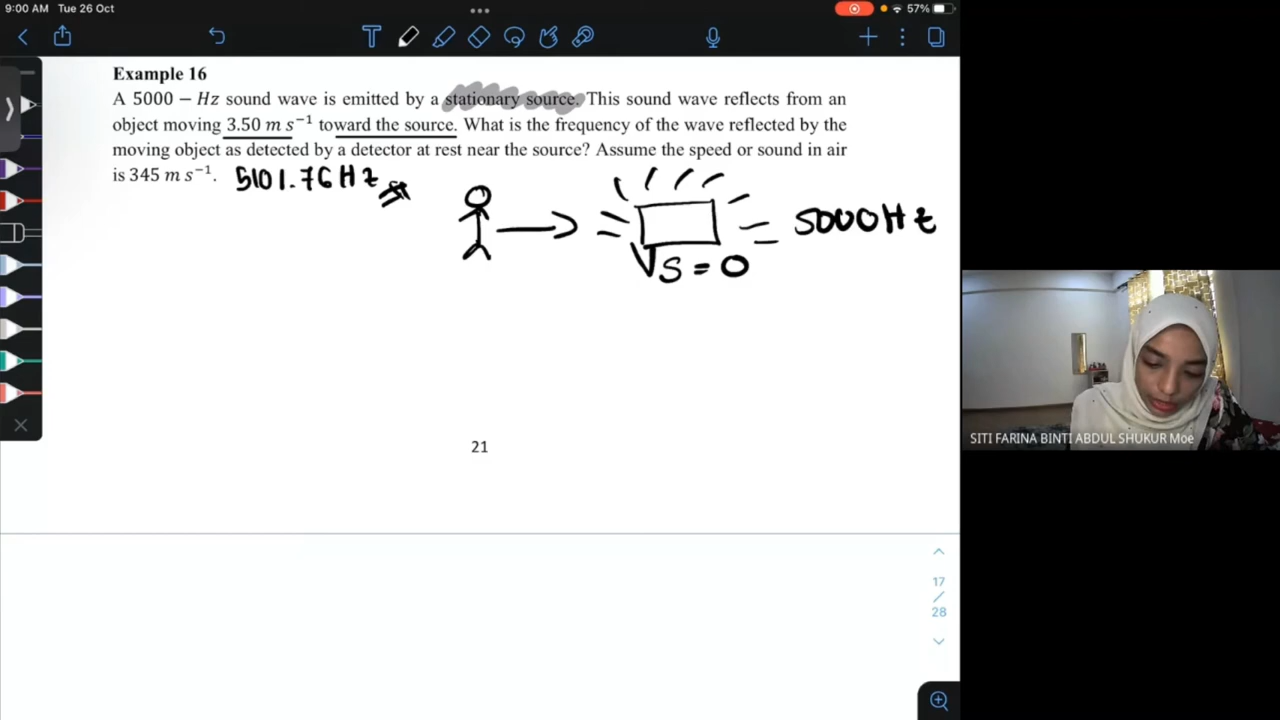 9:00 AM Tue 26 Oct
57%
T
Example 16
A 5000 – Hz sound wave is emitted by a stationary source. This sound wave reflects from an
object moving 3.50 m s⁻¹ toward the source. What is the frequency of the wave reflected by the
moving object as detected by a detector at rest near the source? Assume the speed or sound in air
is 345 m s⁻¹.
5101.76 Hz
5000 Hz
Vs = 0
21
17
/
28
SITI FARINA BINTI ABDUL SHUKUR Moe